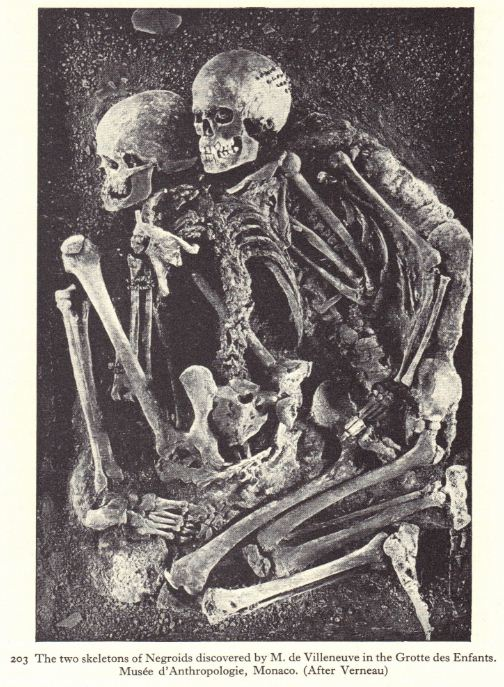 203 The two skeletons of Negroids discovered by M. de Villeneuve in the Grotte des Enfants.
Musée d'Anthropologie, Monaco. (After Verneau)